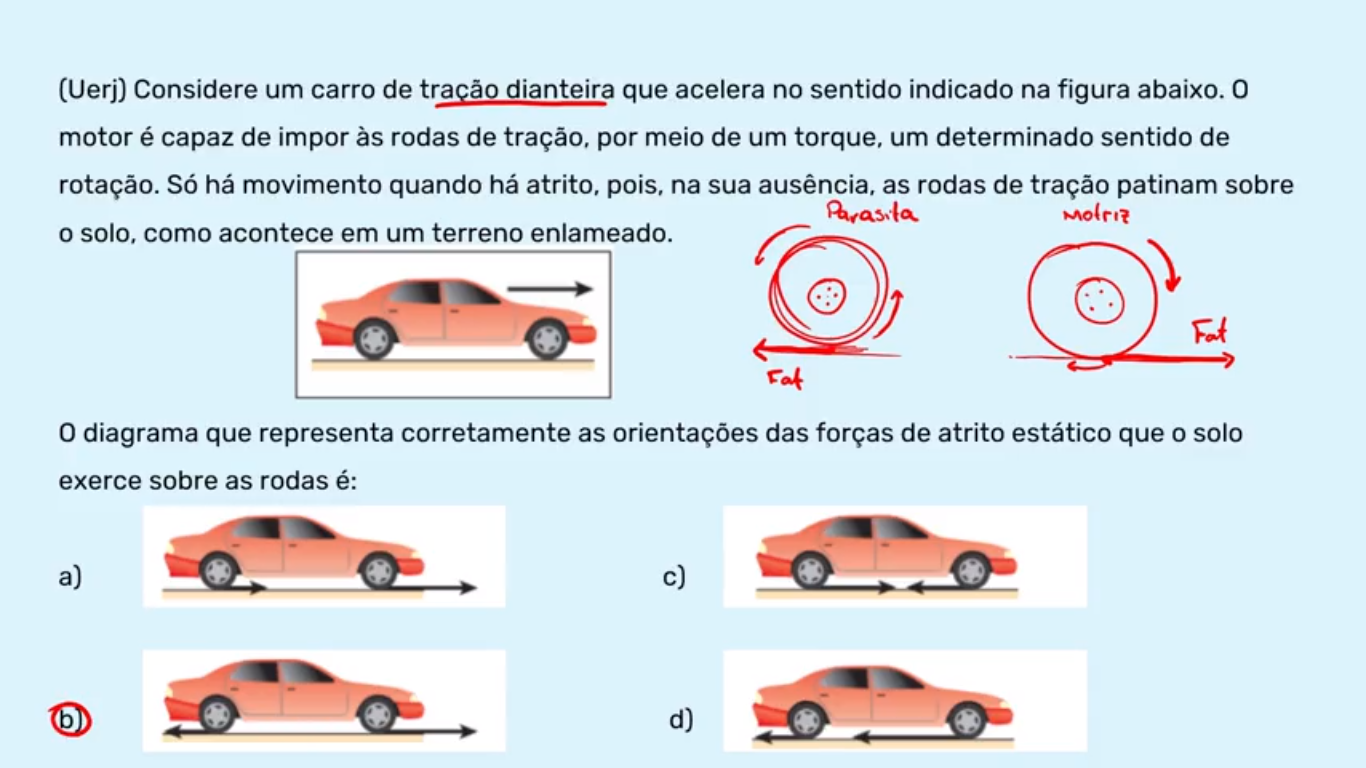 (Uerj) Considere um carro de tração dianteira que acelera no sentido indicado na figura abaixo. O
motor é capaz de impor às rodas de tração, por meio de um torque, um determinado sentido de
rotação. Só há movimento quando há atrito, pois, na sua ausência, as rodas de tração patinam sobre
o solo, como acontece em um terreno enlameado.
Parasita
Motriz
Fat
Fat
O diagrama que representa corretamente as orientações das forças de atrito estático que o solo
exerce sobre as rodas é:
a)
c)
b)
d)